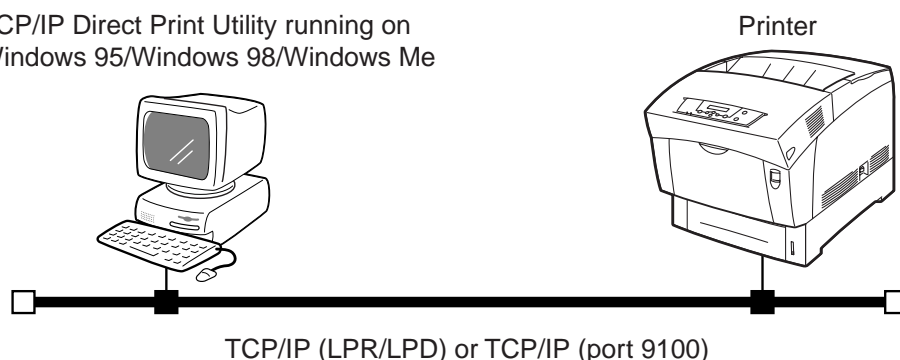 CP/IP Direct Print Utility running on
Windows 95/Windows 98/Windows Me
Printer
TCP/IP (LPR/LPD) or TCP/IP (port 9100)